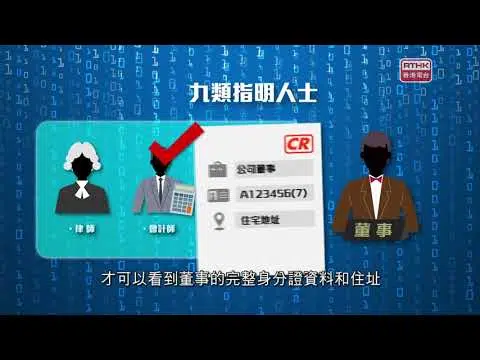 RTHK
香港電台
九類指明人士
CR
公司董事
A123456(7)
住宅地址
·律師
·會計師
董事
才可以看到董事的完整身分證資料和住址